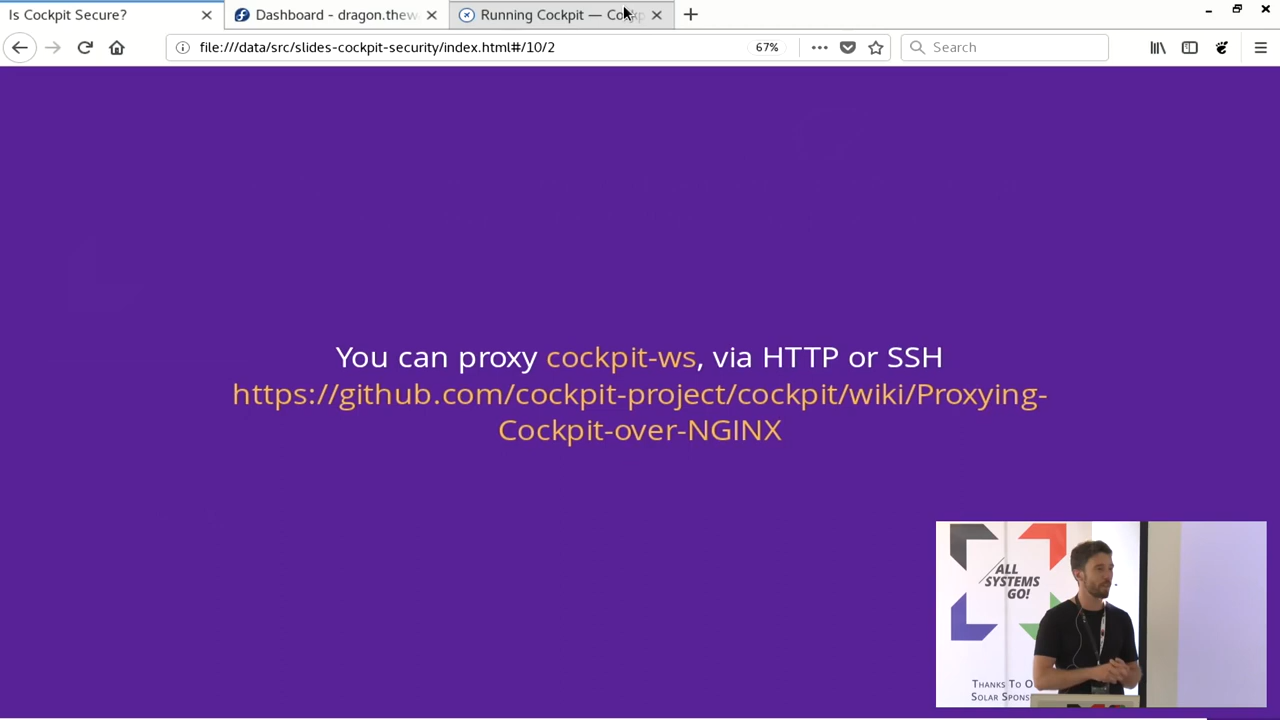 Is Cockpit Secure?
Dashboard - dragon.thew
Running Cockpit — Cockp
file:///data/src/slides-cockpit-security/index.html#/10/2
67%
Search
You can proxy cockpit-ws, via HTTP or SSH
https://github.com/cockpit-project/cockpit/wiki/Proxying-
Cockpit-over-NGINX
ALL
SYSTEMS
GO!
THANKS TO O
SOLAR SPONS